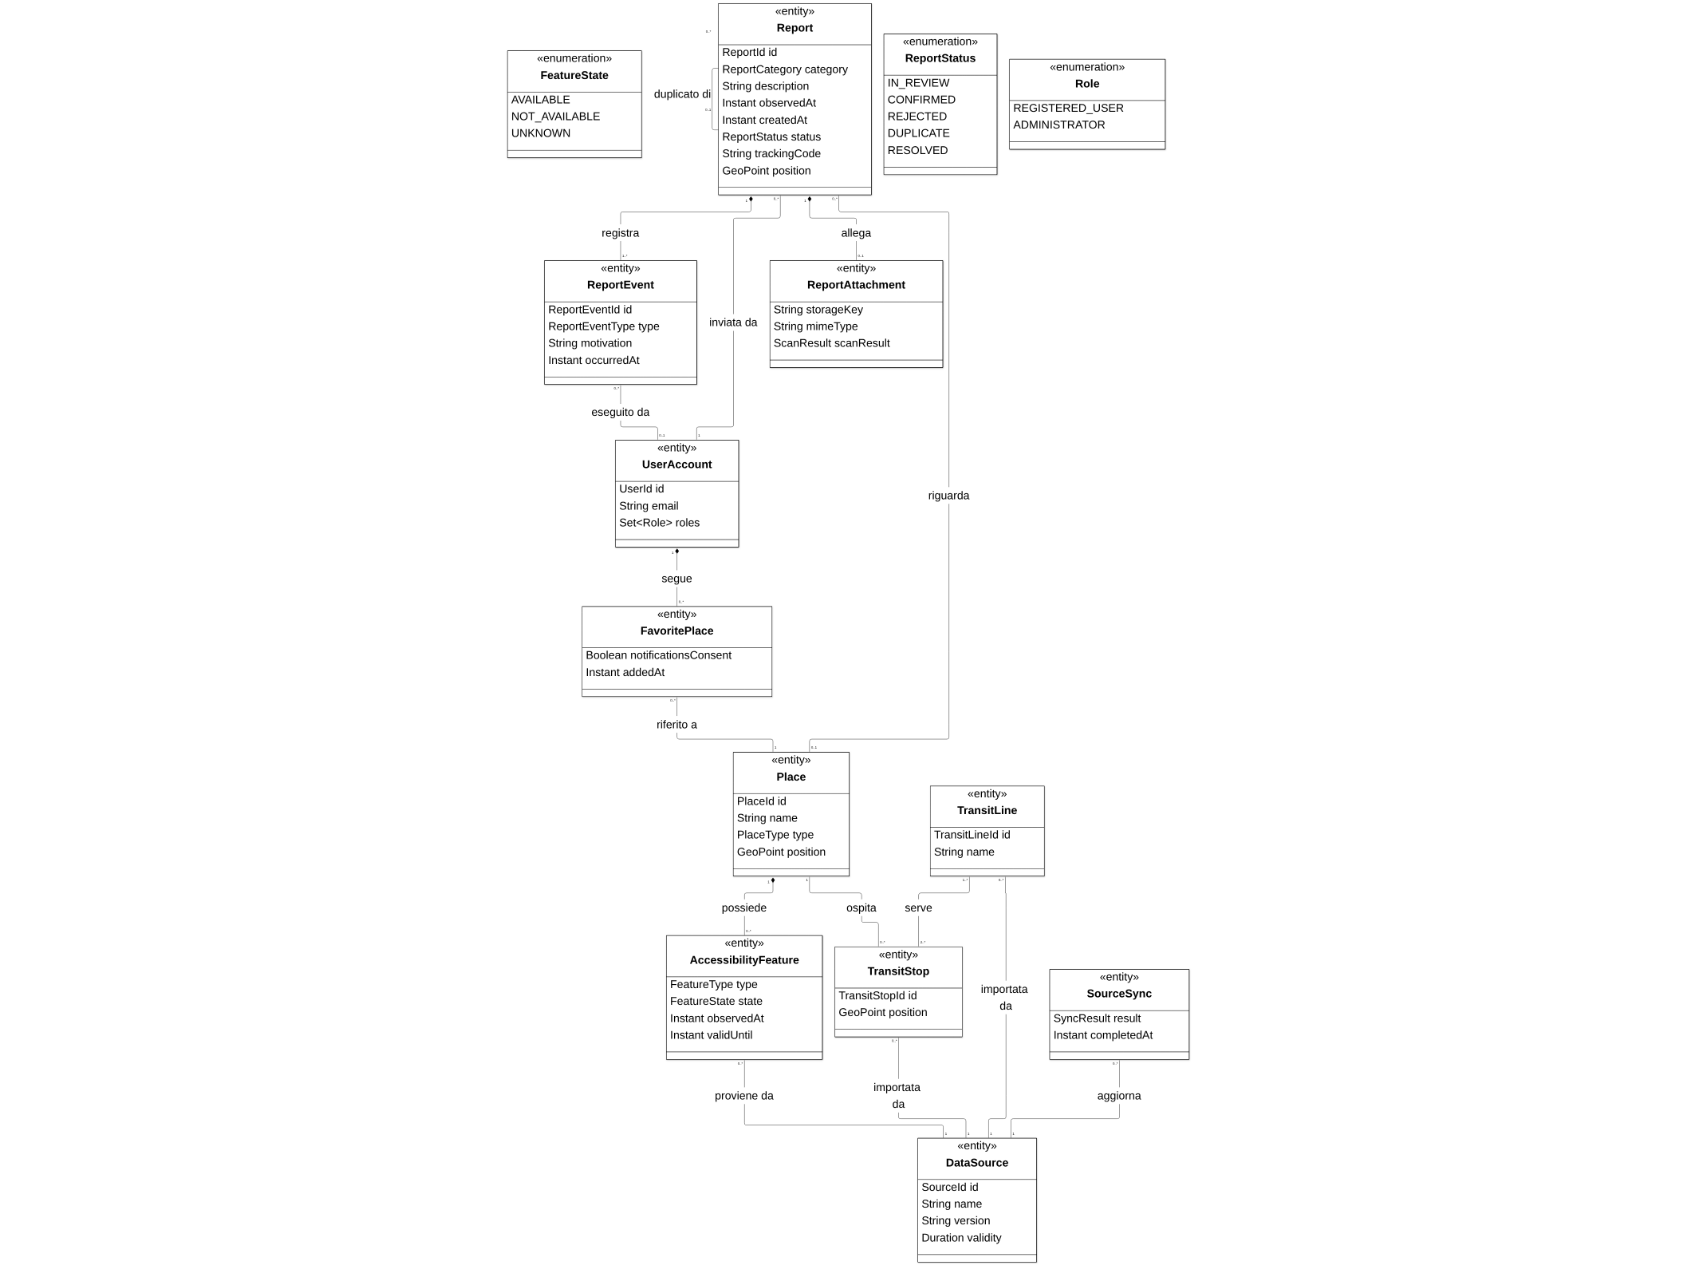 «entity»
Report
ReportId id
ReportCategory category
String description
Instant observedAt
Instant createdAt
ReportStatus status
String trackingCode
GeoPoint position
«enumeration»
FeatureState
AVAILABLE
NOT_AVAILABLE
UNKNOWN
duplicato di
«enumeration»
ReportStatus
IN_REVIEW
CONFIRMED
REJECTED
DUPLICATE
RESOLVED
«enumeration»
Role
REGISTERED_USER
ADMINISTRATOR
registra
allega
«entity»
ReportEvent
ReportEventId id
ReportEventType type
String motivation
Instant occurredAt
inviata da
«entity»
ReportAttachment
String storageKey
String mimeType
ScanResult scanResult
eseguito da
«entity»
UserAccount
UserId id
String email
Set<Role> roles
riguarda
segue
«entity»
FavoritePlace
Boolean notificationsConsent
Instant addedAt
riferito a
«entity»
Place
PlaceId id
String name
PlaceType type
GeoPoint position
«entity»
TransitLine
TransitLineId id
String name
possiede
ospita
serve
«entity»
AccessibilityFeature
FeatureType type
FeatureState state
Instant observedAt
Instant validUntil
«entity»
TransitStop
TransitStopId id
GeoPoint position
importata
da
«entity»
SourceSync
SyncResult result
Instant completedAt
proviene da
importata
da
aggiorna
«entity»
DataSource
SourceId id
String name
String version
Duration validity